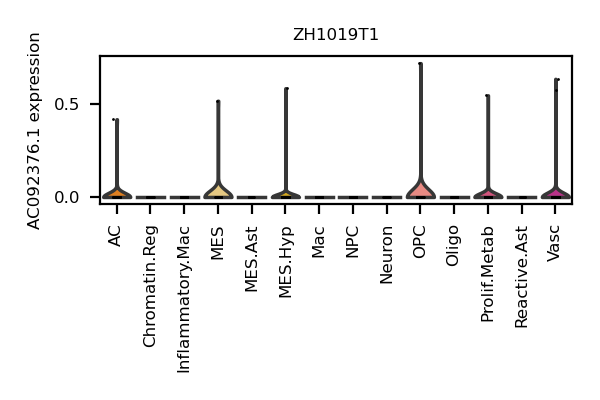 ZH1019T1
AC092376.1 expression
0.5
0.0
AC
Chromatin.Reg
Inflammatory.Mac
MES
MES.Ast
MES.Hyp
Mac
NPC
Neuron
OPC
Oligo
Prolif.Metab
Reactive.Ast
Vasc